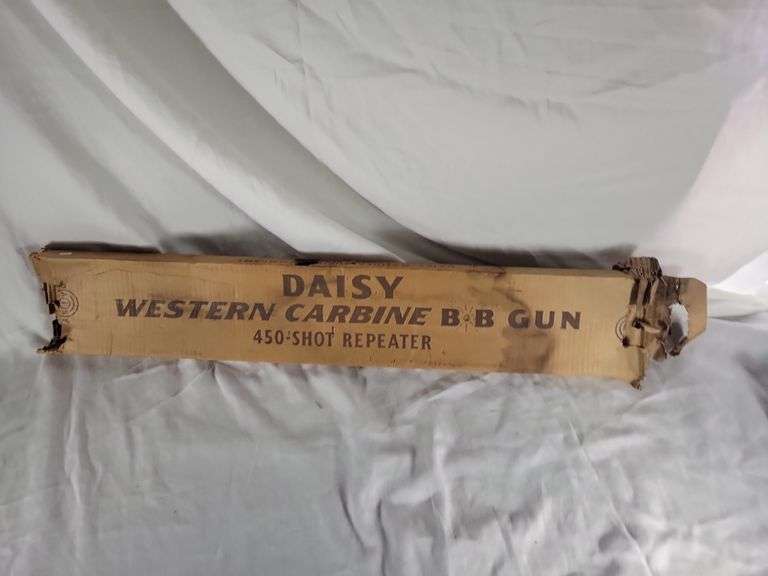 DAISY
WESTERN CARBINE B·B GUN
450-SHOT REPEATER